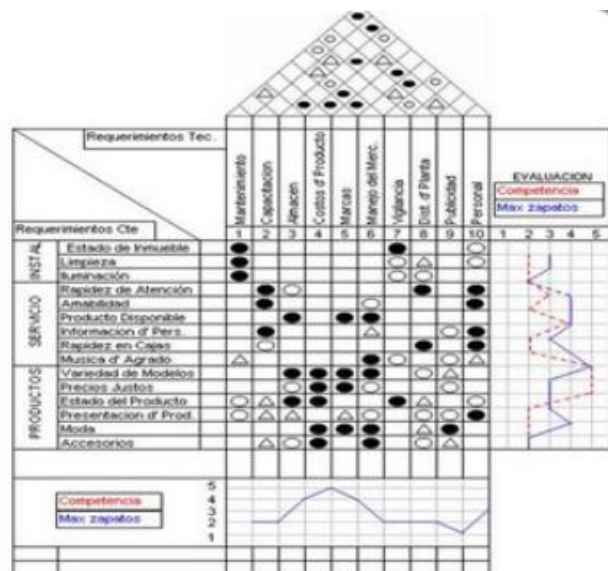 Requerimientos Tec.
Mantenimiento
Capacitacion
Almacen
Costos d' Producto
Marcas
Manejo del Merc.
Vigilancia
Dist. d' Planta
Publicidad
Personal
EVALUACION
Competencia
Max zapatos
Requerimientos Cte
1 2 3 4 5 6 7 8 9 10
1 2 3 4 5
INSTAL
Estado de Inmueble
Limpieza
Iluminación
SERVICIO
Rapidez de Atención
Amabilidad
Producto Disponible
Informacion d' Pers.
Rapidez en Cajas
Musica d' Agrado
PRODUCTOS
Variedad de Modelos
Precios Justos
Estado del Producto
Presentacion d' Prod.
Moda
Accesorios
Competencia
Max zapatos
5
4
3
2
1